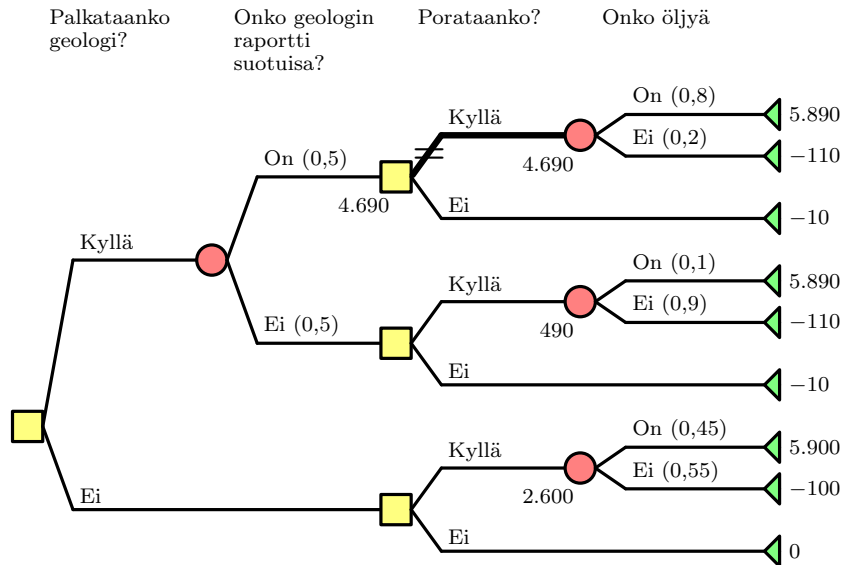 Palkataanko
geologi?
Onko geologin
raportti
suotuisa?
Porataanko?
Onko öljyä
On (0,8)
5.890
Kyllä
Ei (0,2)
−110
4.690
On (0,5)
4.690
Ei
−10
Kyllä
On (0,1)
5.890
Kyllä
Ei (0,9)
−110
490
Ei (0,5)
Ei
−10
On (0,45)
5.900
Kyllä
Ei (0,55)
−100
2.600
Ei
Ei
0